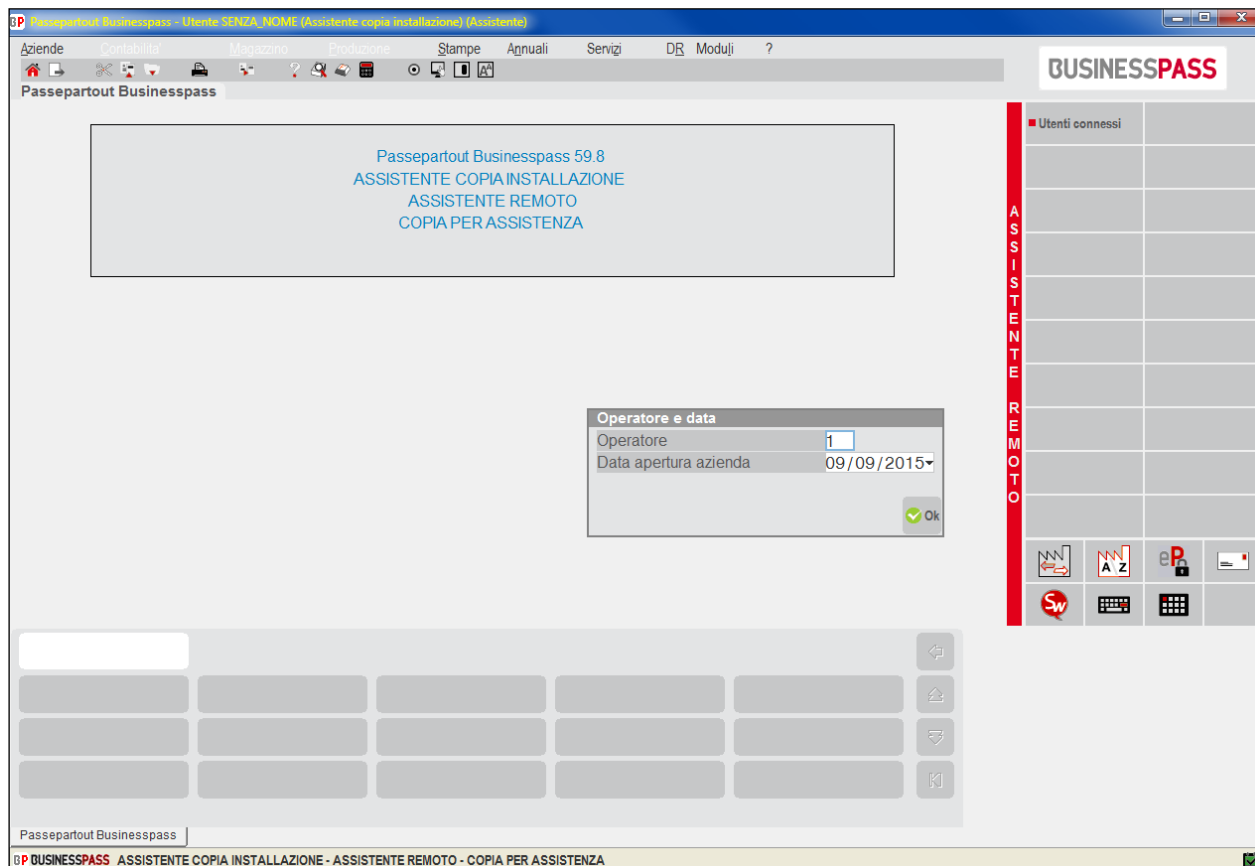 BP Passepartout Businesspass - Utente SENZA_NOME (Assistente copia installazione) (Assistente)
Aziende Contabilita' Magazzino Produzione Stampe Annuali Servizi DR Moduli ?
BUSINESSPASS
Passepartout Businesspass
Utenti connessi
Passepartout Businesspass 59.8
ASSISTENTE COPIA INSTALLAZIONE
ASSISTENTE REMOTO
COPIA PER ASSISTENZA
ASSISTENTE REMOTO
Operatore e data
Operatore 1
Data apertura azienda 09/09/2015
Ok
A Z eP
Sw
Passepartout Businesspass
BP BUSINESSPASS ASSISTENTE COPIA INSTALLAZIONE - ASSISTENTE REMOTO - COPIA PER ASSISTENZA